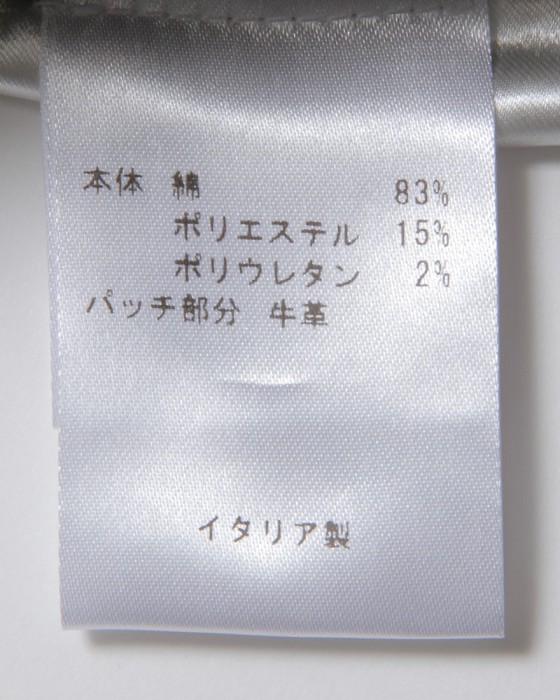 本体 綿 83%
ポリエステル 15%
ポリウレタン 2%
パッチ部分 牛革
イタリア製